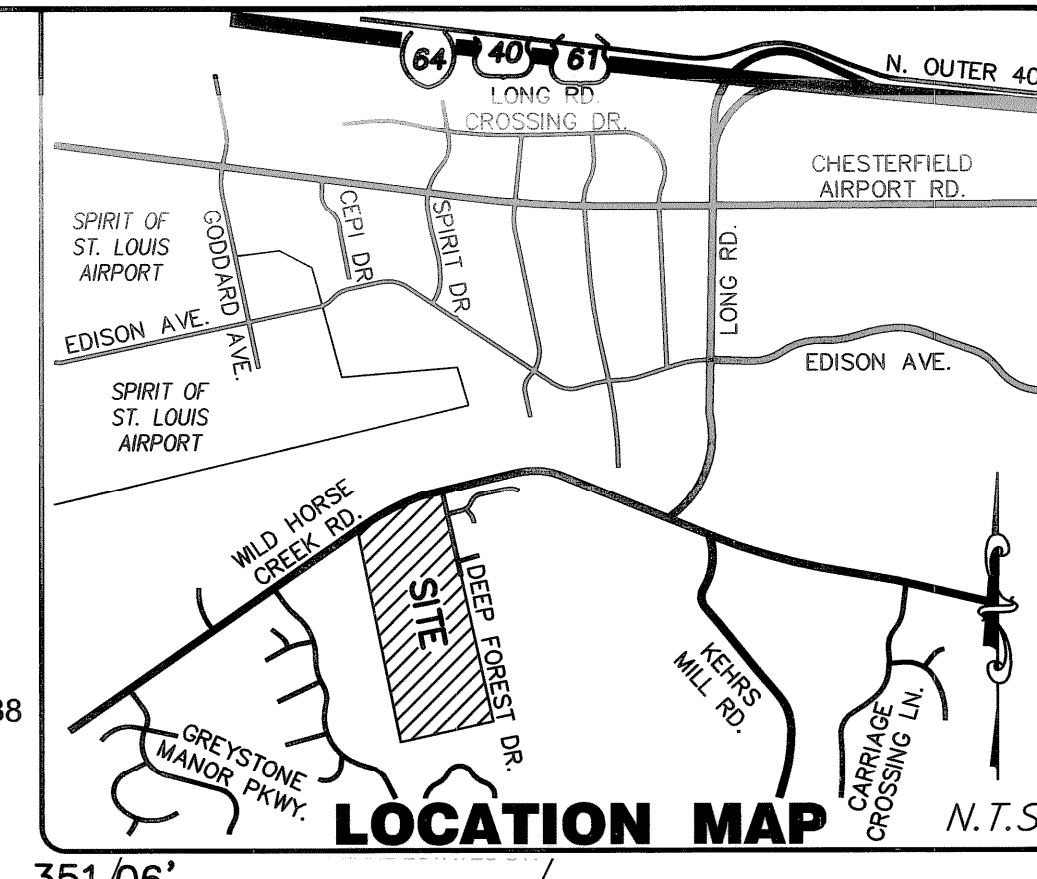 64 40 61
N. OUTER 40
LONG RD.
CROSSING DR.
CHESTERFIELD
AIRPORT RD.
SPIRIT OF
ST. LOUIS
AIRPORT
GODDARD AVE.
CEPI DR
SPIRIT DR
LONG RD.
EDISON AVE.
EDISON AVE.
SPIRIT OF
ST. LOUIS
AIRPORT
WILD HORSE
CREEK RD.
SITE
DEEP FOREST DR.
KEHRS
MILL RD.
CARRIAGE
CROSSING LN.
GREYSTONE
MANOR PKWY.
38
LOCATION MAP
N.T.S
351/06'